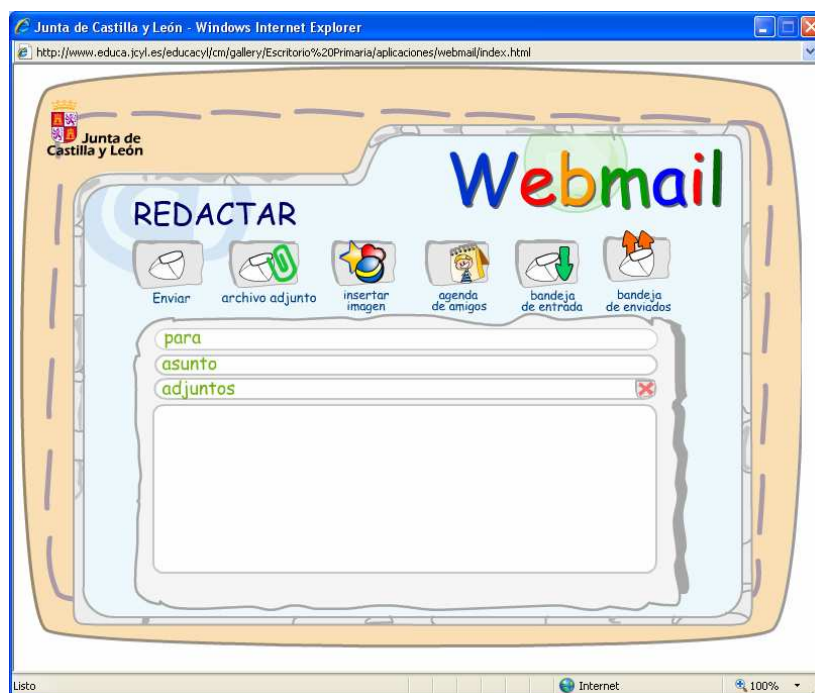 Junta de Castilla y León - Windows Internet Explorer
http://www.educa.jcyl.es/educacyl/cm/gallery/Escritorio%20Primaria/aplicaciones/webmail/index.html
Junta de
Castilla y León
Webmail
REDACTAR
Enviar
archivo adjunto
insertar
imagen
agenda
de amigos
bandeja
de entrada
bandeja
de enviados
para
asunto
adjuntos
Listo
Internet
100%